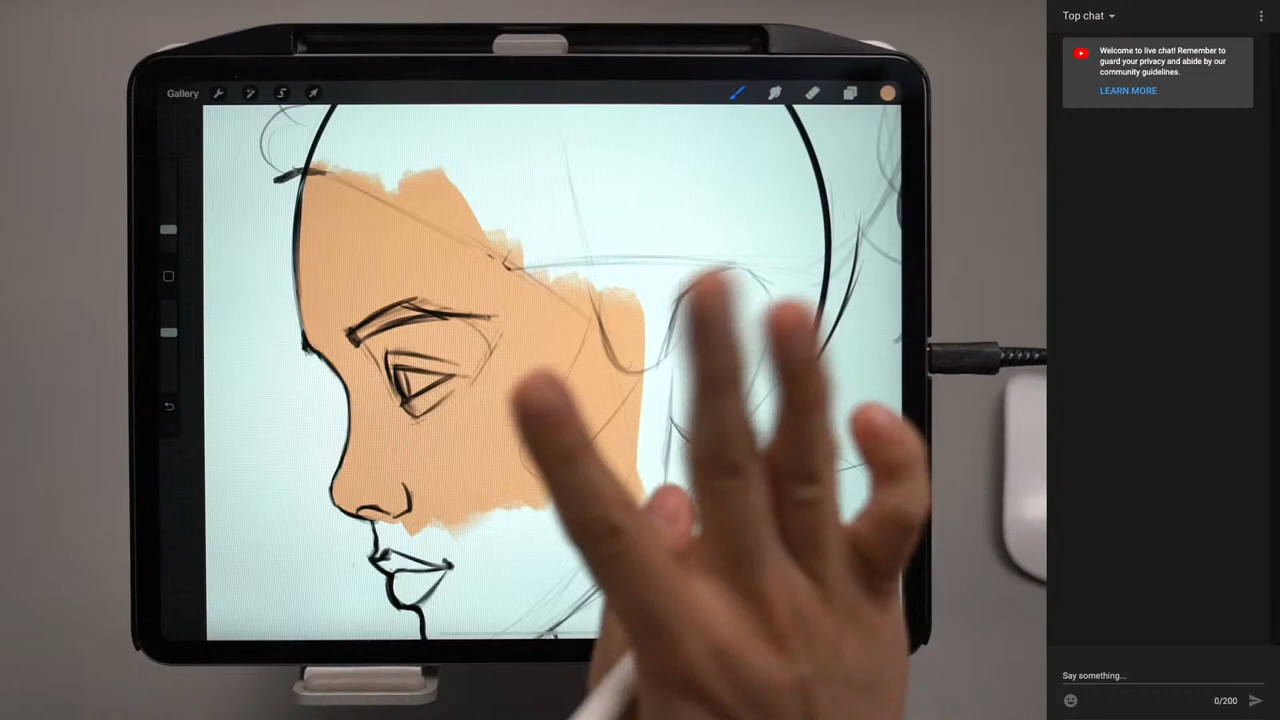 Top chat
Welcome to live chat! Remember to
guard your privacy and abide by our
community guidelines.
LEARN MORE
Gallery
Say something...
0/200